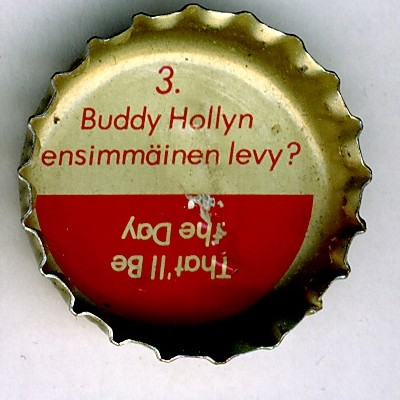 3.
Buddy Hollyn
ensimmäinen levy?
That'll Be
the Day